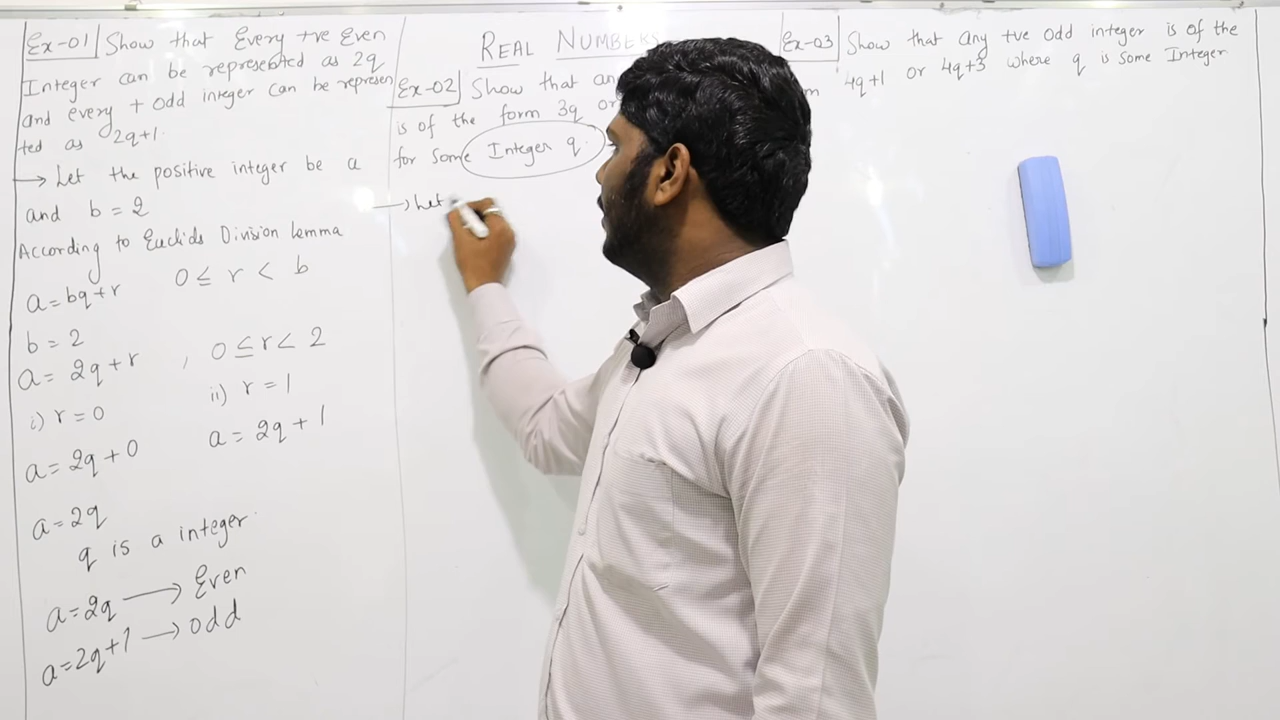 Ex-01 Show that Every +ve Even
Integer can be represented as 2q
and every + odd integer can be represen
ted as 2q+1.
→ Let the positive integer be a
and b = 2
According to Euclids Division Lemma
a = bq+r 0 ≤ r < b
b = 2
a = 2q+r , 0 ≤ r < 2
i) r = 0 ii) r = 1
a = 2q + 0 a = 2q + 1
a = 2q
q is a integer.
a = 2q → Even
a = 2q+1 → odd
REAL NUMBERS
Ex-02 Show that
is of the form 3q
for some Integer q.
→ Let
Ex-03 Show that any +ve odd integer is of the
4q+1 or 4q+3 where q is some Integer